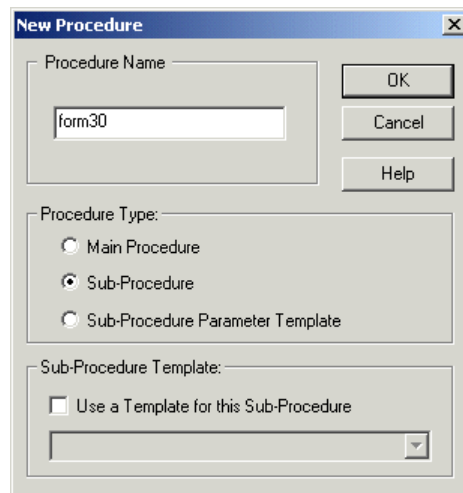 New Procedure
Procedure Name
form30
OK
Cancel
Help
Procedure Type:
Main Procedure
Sub-Procedure
Sub-Procedure Parameter Template
Sub-Procedure Template:
Use a Template for this Sub-Procedure